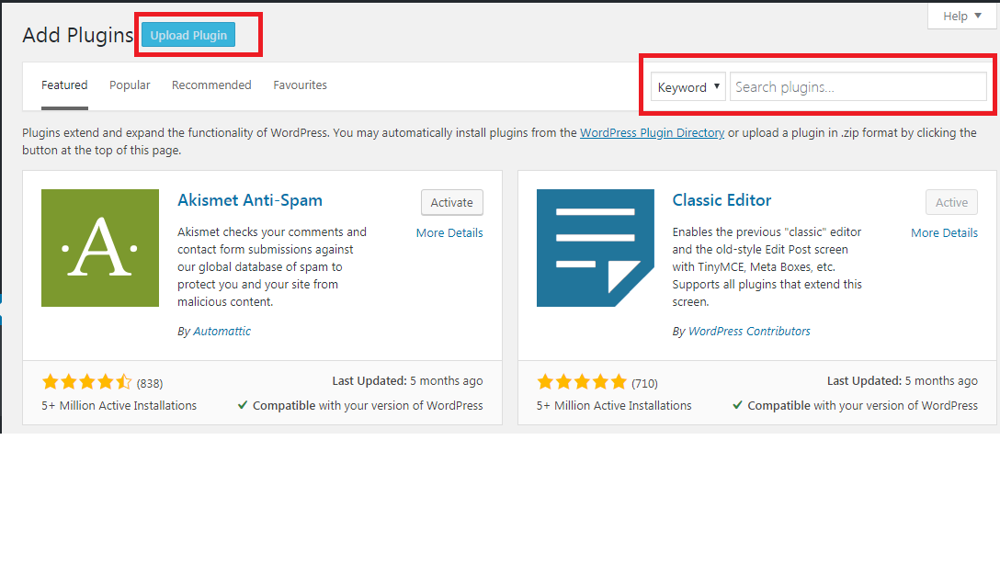 Help ▼
Add Plugins
Upload Plugin
Featured Popular Recommended Favourites
Keyword ▼ Search plugins...
Plugins extend and expand the functionality of WordPress. You may automatically install plugins from the WordPress Plugin Directory or upload a plugin in .zip format by clicking the
button at the top of this page.
·A·
Akismet Anti-Spam
Activate
More Details
Akismet checks your comments and
contact form submissions against
our global database of spam to
protect you and your site from
malicious content.
By Automattic
(838)
Last Updated: 5 months ago
5+ Million Active Installations
✔ Compatible with your version of WordPress
Classic Editor
Active
More Details
Enables the previous "classic" editor
and the old-style Edit Post screen
with TinyMCE, Meta Boxes, etc.
Supports all plugins that extend this
screen.
By WordPress Contributors
(710)
Last Updated: 5 months ago
5+ Million Active Installations
✔ Compatible with your version of WordPress